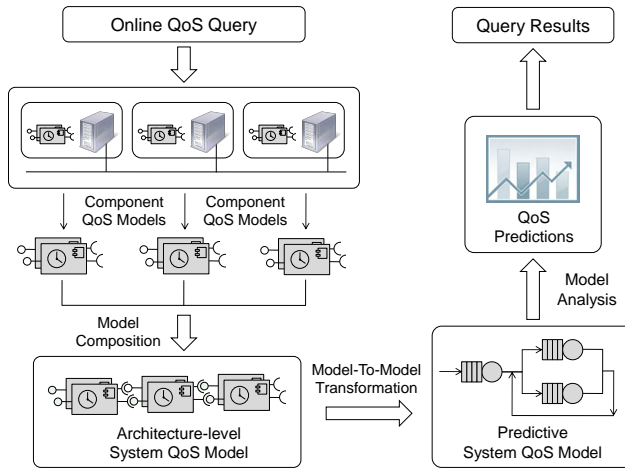 Online QoS Query
Query Results
Component
QoS Models
Component
QoS Models
QoS
Predictions
Model
Analysis
Model
Composition
Model-To-Model
Transformation
Architecture-level
System QoS Model
Predictive
System QoS Model